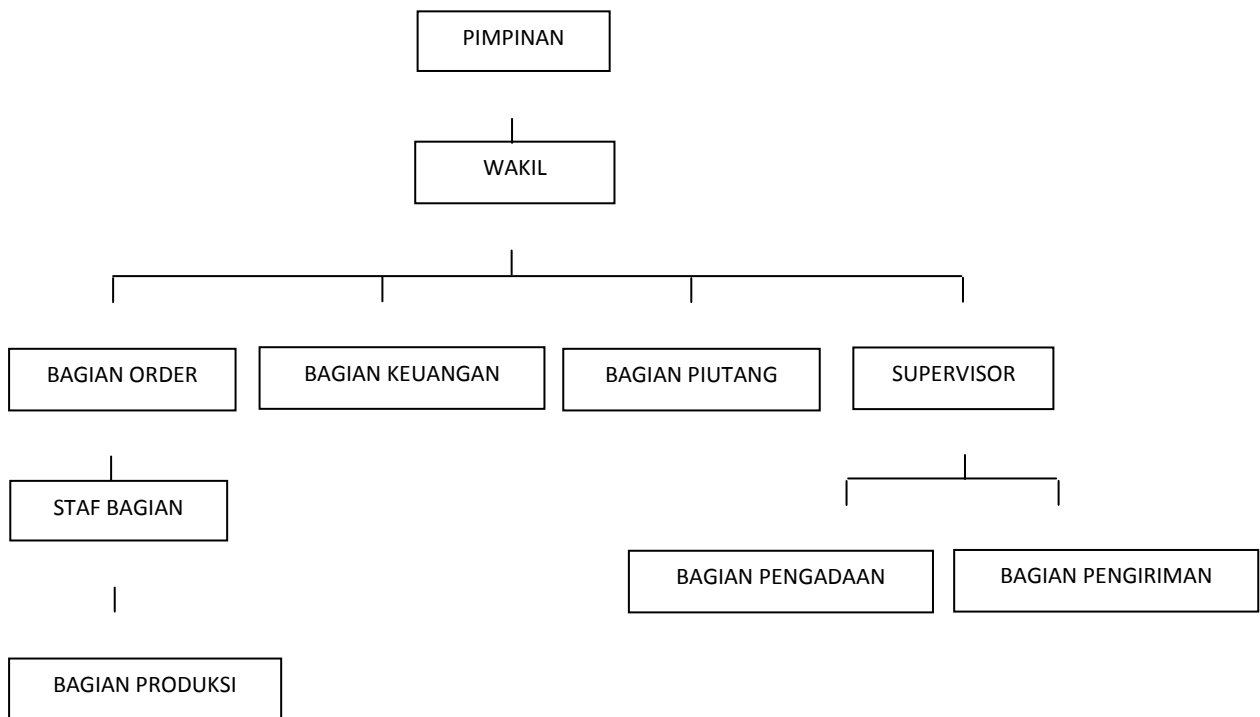 PIMPINAN
WAKIL
BAGIAN ORDER
BAGIAN KEUANGAN
BAGIAN PIUTANG
SUPERVISOR
STAF BAGIAN
BAGIAN PENGADAAN
BAGIAN PENGIRIMAN
BAGIAN PRODUKSI